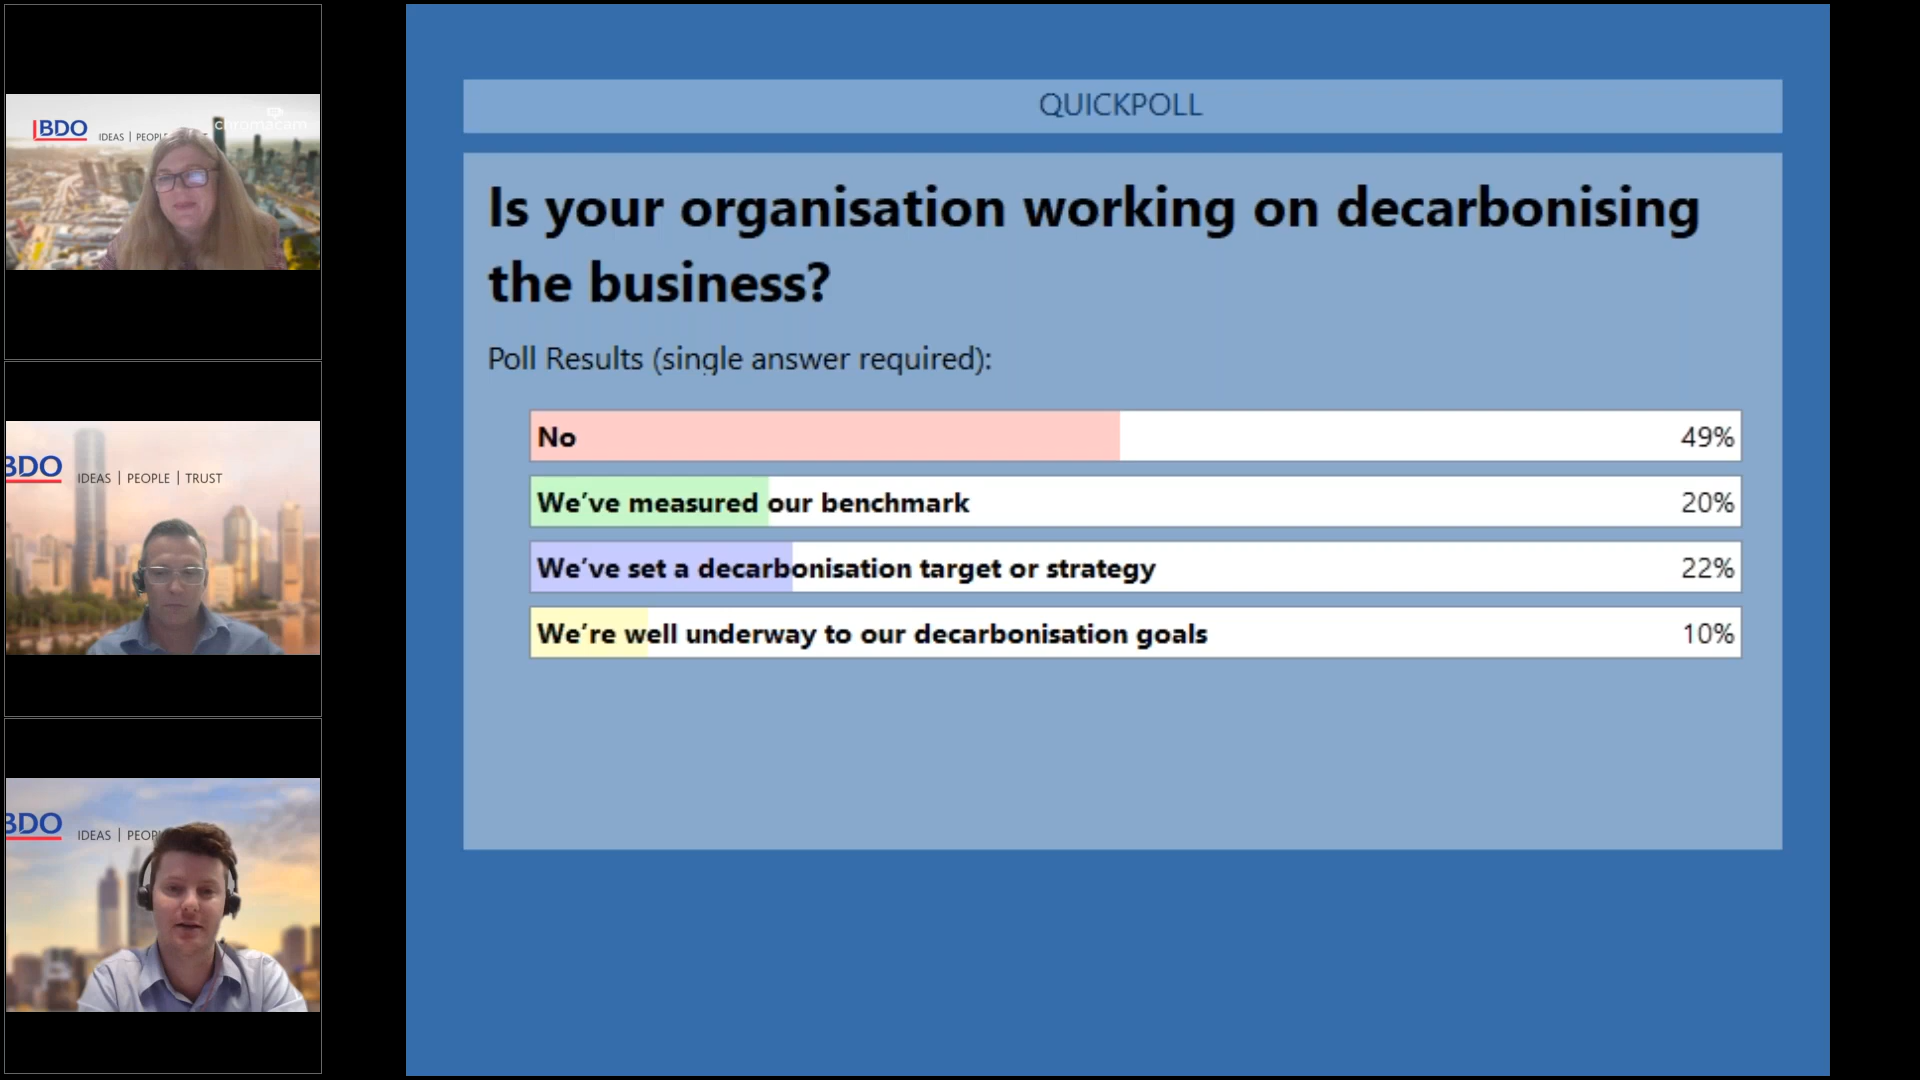 BDO
IDEAS | PEOPLE
chromacam
BDO
IDEAS | PEOPLE | TRUST
BDO
IDEAS |
QUICKPOLL
Is your organisation working on decarbonising
the business?
Poll Results (single answer required):
No 49%
We've measured our benchmark 20%
We've set a decarbonisation target or strategy 22%
We're well underway to our decarbonisation goals 10%